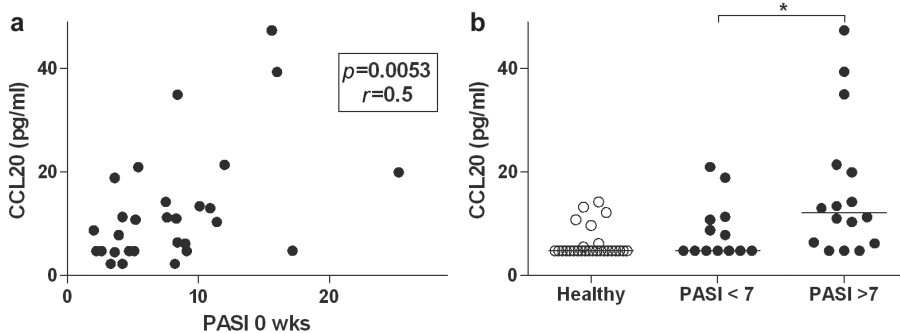 a
CCL20 (pg/ml)
40
20
0
p=0.0053
r=0.5
0 10 20
PASI 0 wks
b
*
CCL20 (pg/ml)
40
20
0
Healthy PASI < 7 PASI >7